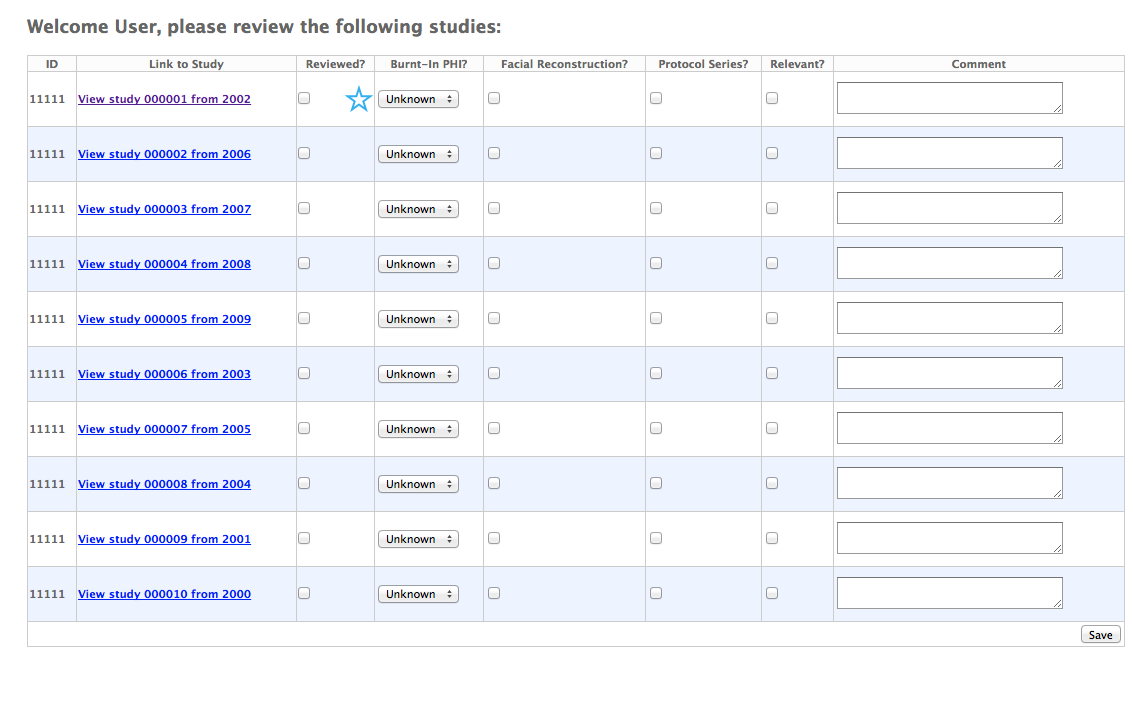 Welcome User, please review the following studies:
ID Link to Study Reviewed? Burnt-In PHI? Facial Reconstruction? Protocol Series? Relevant? Comment
11111 View study 000001 from 2002 Unknown
11111 View study 000002 from 2006 Unknown
11111 View study 000003 from 2007 Unknown
11111 View study 000004 from 2008 Unknown
11111 View study 000005 from 2009 Unknown
11111 View study 000006 from 2003 Unknown
11111 View study 000007 from 2005 Unknown
11111 View study 000008 from 2004 Unknown
11111 View study 000009 from 2001 Unknown
11111 View study 000010 from 2000 Unknown
Save